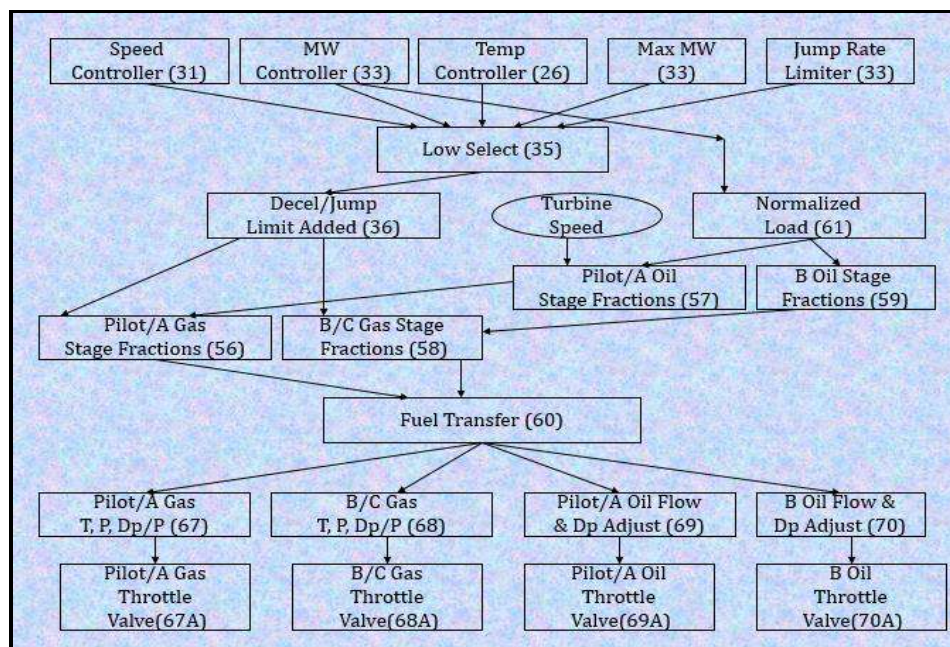 Speed
Controller (31)
MW
Controller (33)
Temp
Controller (26)
Max MW
(33)
Jump Rate
Limiter (33)
Low Select (35)
Decel/Jump
Limit Added (36)
Turbine
Speed
Normalized
Load (61)
Pilot/A Oil
Stage Fractions (57)
B Oil Stage
Fractions (59)
Pilot/A Gas
Stage Fractions (56)
B/C Gas Stage
Fractions (58)
Fuel Transfer (60)
Pilot/A Gas
T, P, Dp/P (67)
B/C Gas
T, P, Dp/P (68)
Pilot/A Oil Flow
& Dp Adjust (69)
B Oil Flow &
Dp Adjust (70)
Pilot/A Gas
Throttle
Valve(67A)
B/C Gas
Throttle
Valve(68A)
Pilot/A Oil
Throttle
Valve(69A)
B Oil
Throttle
Valve(70A)